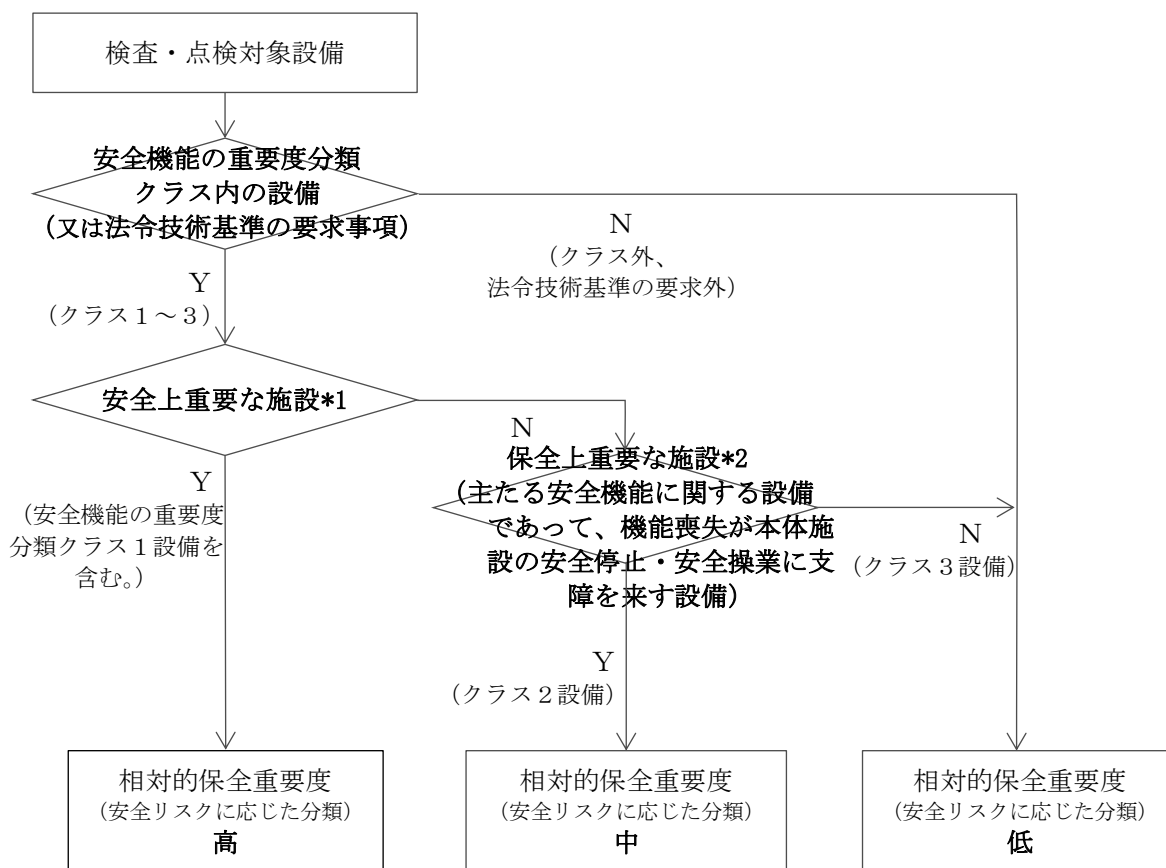 検査・点検対象設備
安全機能の重要度分類
クラス内の設備
（又は法令技術基準の要求事項）
N
（クラス外、
法令技術基準の要求外）
Y
（クラス１～３）
安全上重要な施設*1
N
保全上重要な施設*2
（主たる安全機能に関する設備
であって、機能喪失が本体施
設の安全停止・安全操業に支
障を来す設備）
Y
（安全機能の重要度
分類クラス１設備を
含む。）
N
（クラス３設備）
Y
（クラス２設備）
相対的保全重要度
（安全リスクに応じた分類）
高
相対的保全重要度
（安全リスクに応じた分類）
中
相対的保全重要度
（安全リスクに応じた分類）
低